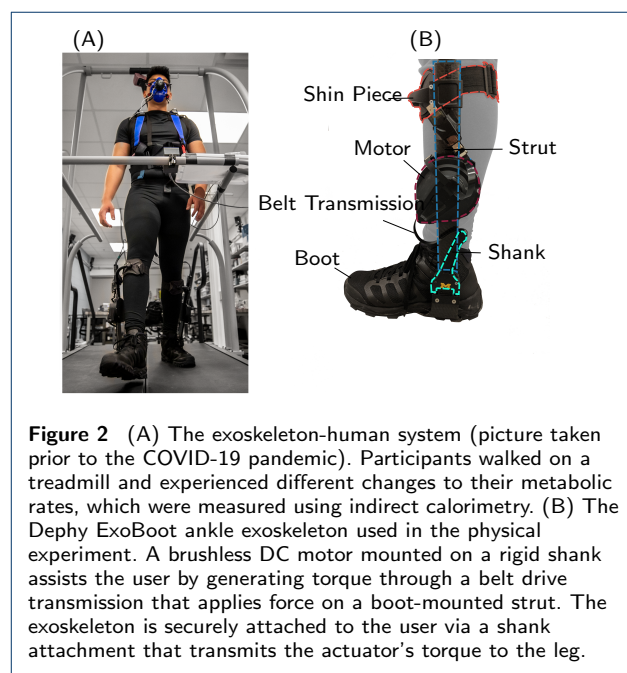 (A)
(B)
Shin Piece
Motor
Strut
Belt Transmission
Shank
Boot
Figure 2 (A) The exoskeleton-human system (picture taken
prior to the COVID-19 pandemic). Participants walked on a
treadmill and experienced different changes to their metabolic
rates, which were measured using indirect calorimetry. (B) The
Dephy ExoBoot ankle exoskeleton used in the physical
experiment. A brushless DC motor mounted on a rigid shank
assists the user by generating torque through a belt drive
transmission that applies force on a boot-mounted strut. The
exoskeleton is securely attached to the user via a shank
attachment that transmits the actuator's torque to the leg.